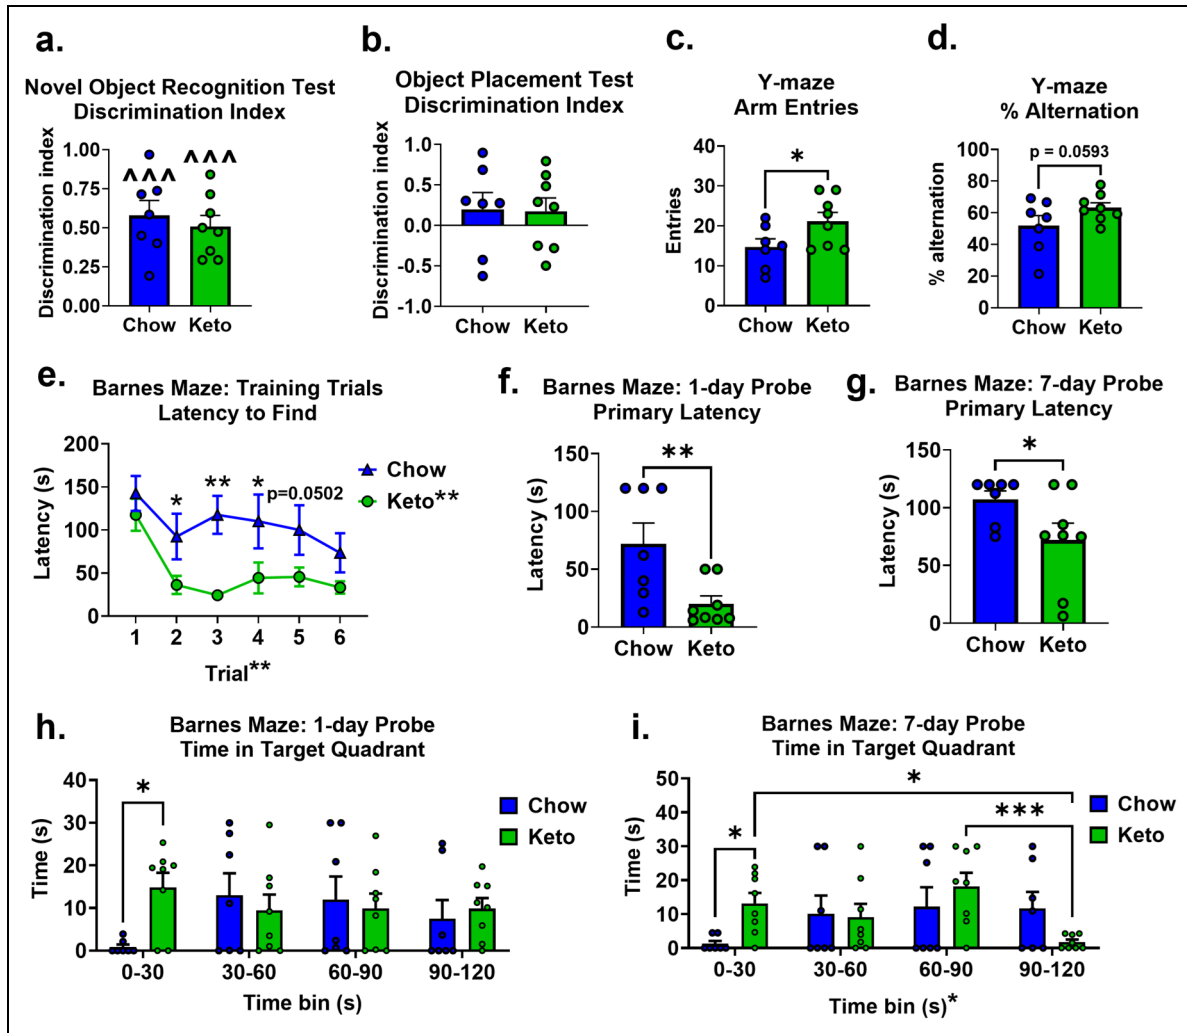 a.
Novel Object Recognition Test
Discrimination Index
Discrimination index
1.00
0.75
0.50
0.25
0.00
^^^
^^^
Chow Keto
b.
Object Placement Test
Discrimination Index
Discrimination index
1.0
0.5
0.0
-0.5
-1.0
Chow Keto
c.
Y-maze
Arm Entries
Entries
40
30
20
10
0
*
Chow Keto
d.
Y-maze
% Alternation
% alternation
100
80
60
40
20
0
p = 0.0593
Chow Keto
e.
Barnes Maze: Training Trials
Latency to Find
Latency (s)
200
150
100
50
0
* ** * p=0.0502
Chow
Keto**
1 2 3 4 5 6
Trial**
f.
Barnes Maze: 1-day Probe
Primary Latency
Latency (s)
150
100
50
0
**
Chow Keto
g.
Barnes Maze: 7-day Probe
Primary Latency
Latency (s)
150
100
50
0
*
Chow Keto
h.
Barnes Maze: 1-day Probe
Time in Target Quadrant
Time (s)
40
30
20
10
0
*
Chow
Keto
0-30 30-60 60-90 90-120
Time bin (s)
i.
Barnes Maze: 7-day Probe
Time in Target Quadrant
Time (s)
50
40
30
20
10
0
*
*
***
Chow
Keto
0-30 30-60 60-90 90-120
Time bin (s)*